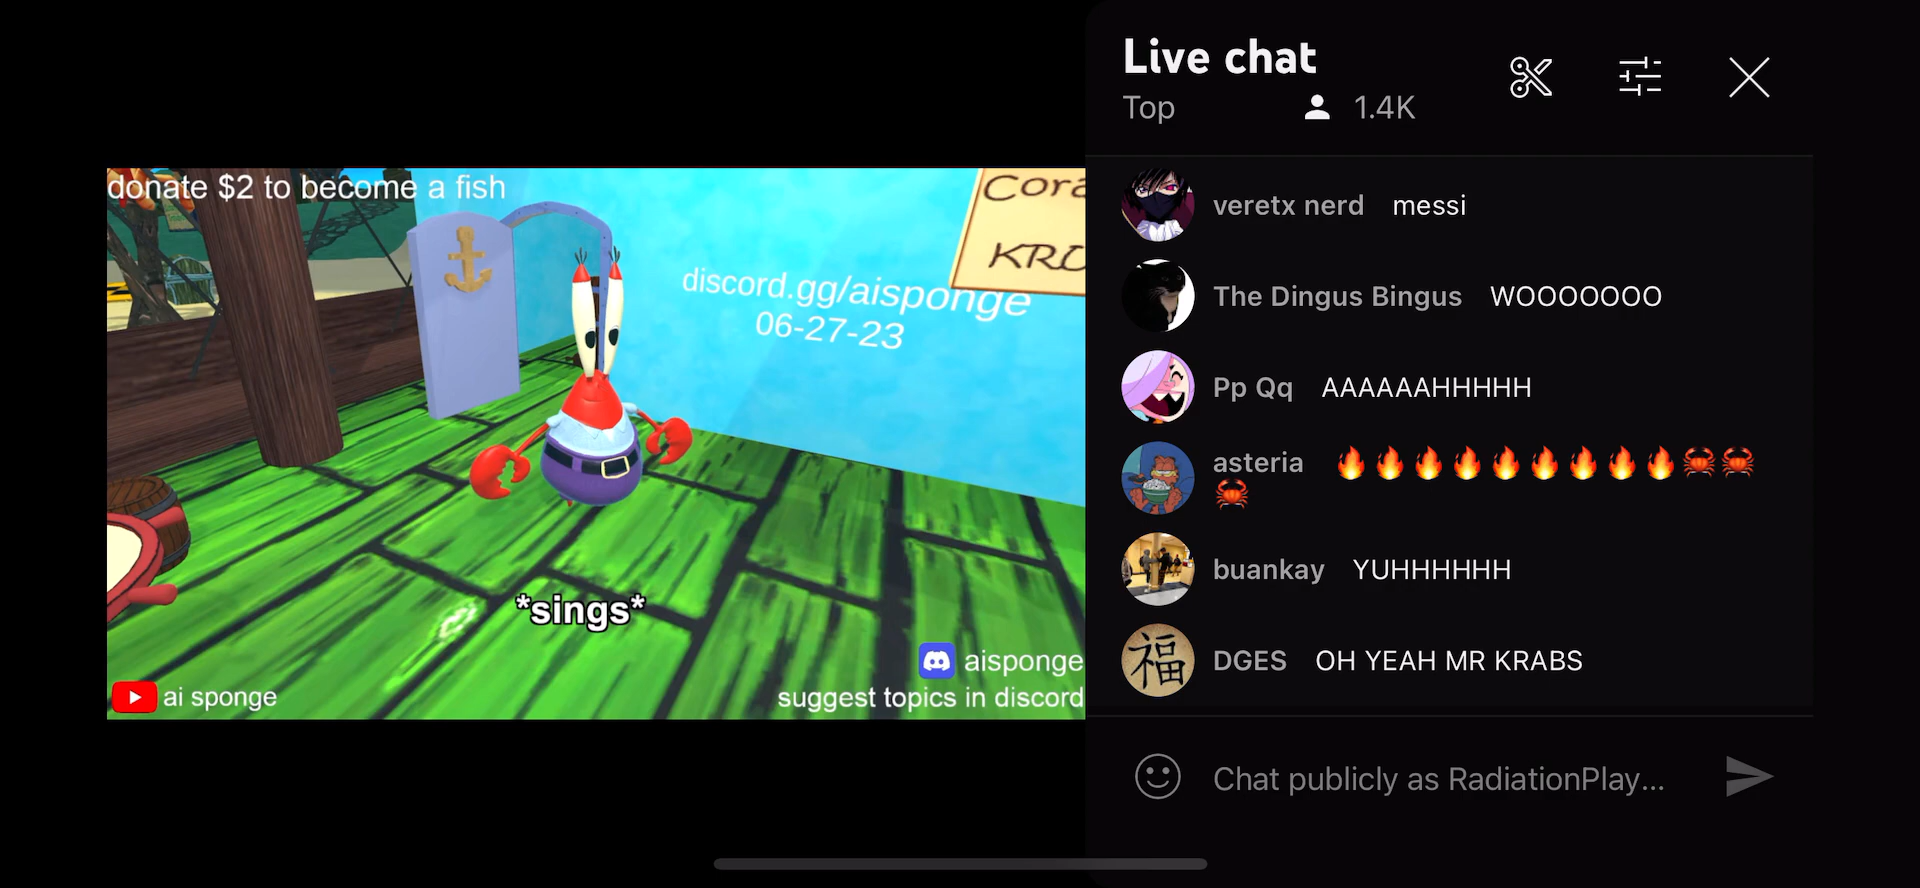 donate $2 to become a fish
Cora
KRU
discord.gg/aisponge
06-27-23
*sings*
aisponge
ai sponge
suggest topics in discord
Live chat
Top 1.4K
veretx nerd messi
The Dingus Bingus WOOOOOOO
Pp Qq AAAAAAHHHHH
asteria 🔥🔥🔥🔥🔥🔥🔥🔥🔥🦀🦀
🦀
buankay YUHHHHHH
福
DGES OH YEAH MR KRABS
Chat publicly as RadiationPlay...